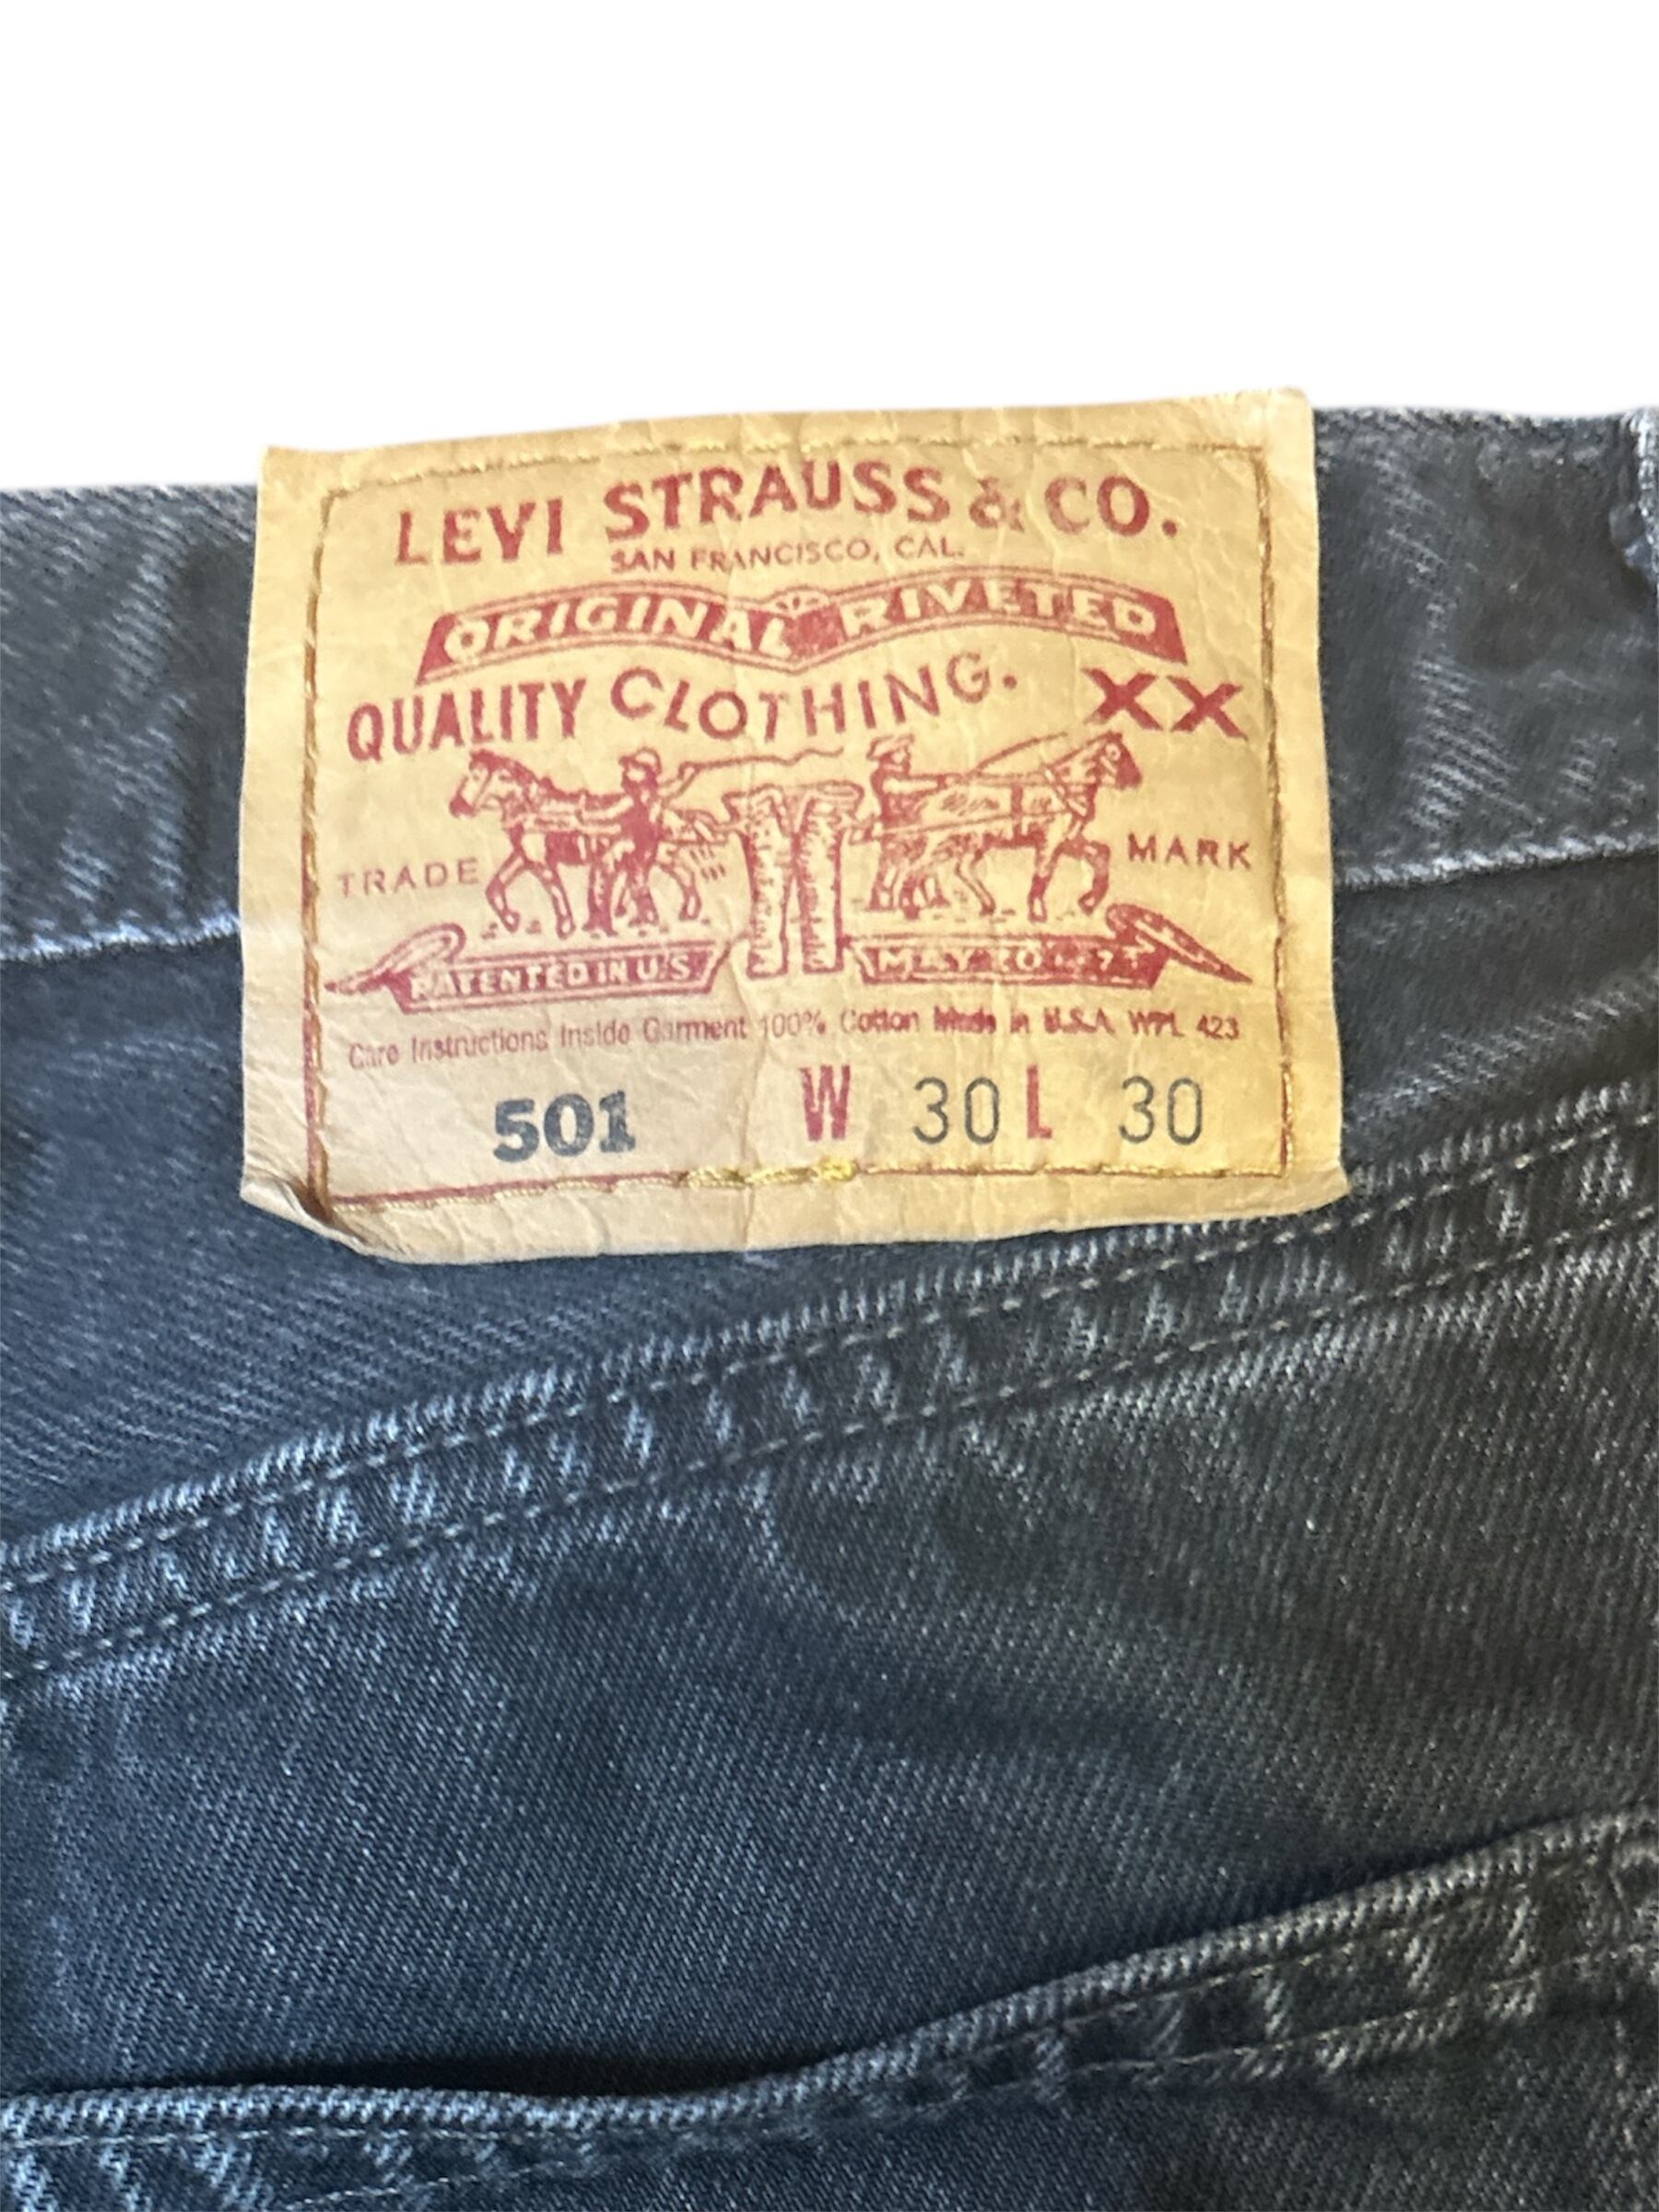 LEVI STRAUSS & CO.
SAN FRANCISCO, CAL.
ORIGINAL RIVETED
QUALITY CLOTHING. XX
TRADE MARK
PATENTED IN U.S. MAY 20 1873
Care Instructions Inside Garment 100% Cotton Made in U.S.A. WPL 423
501 W 30 L 30